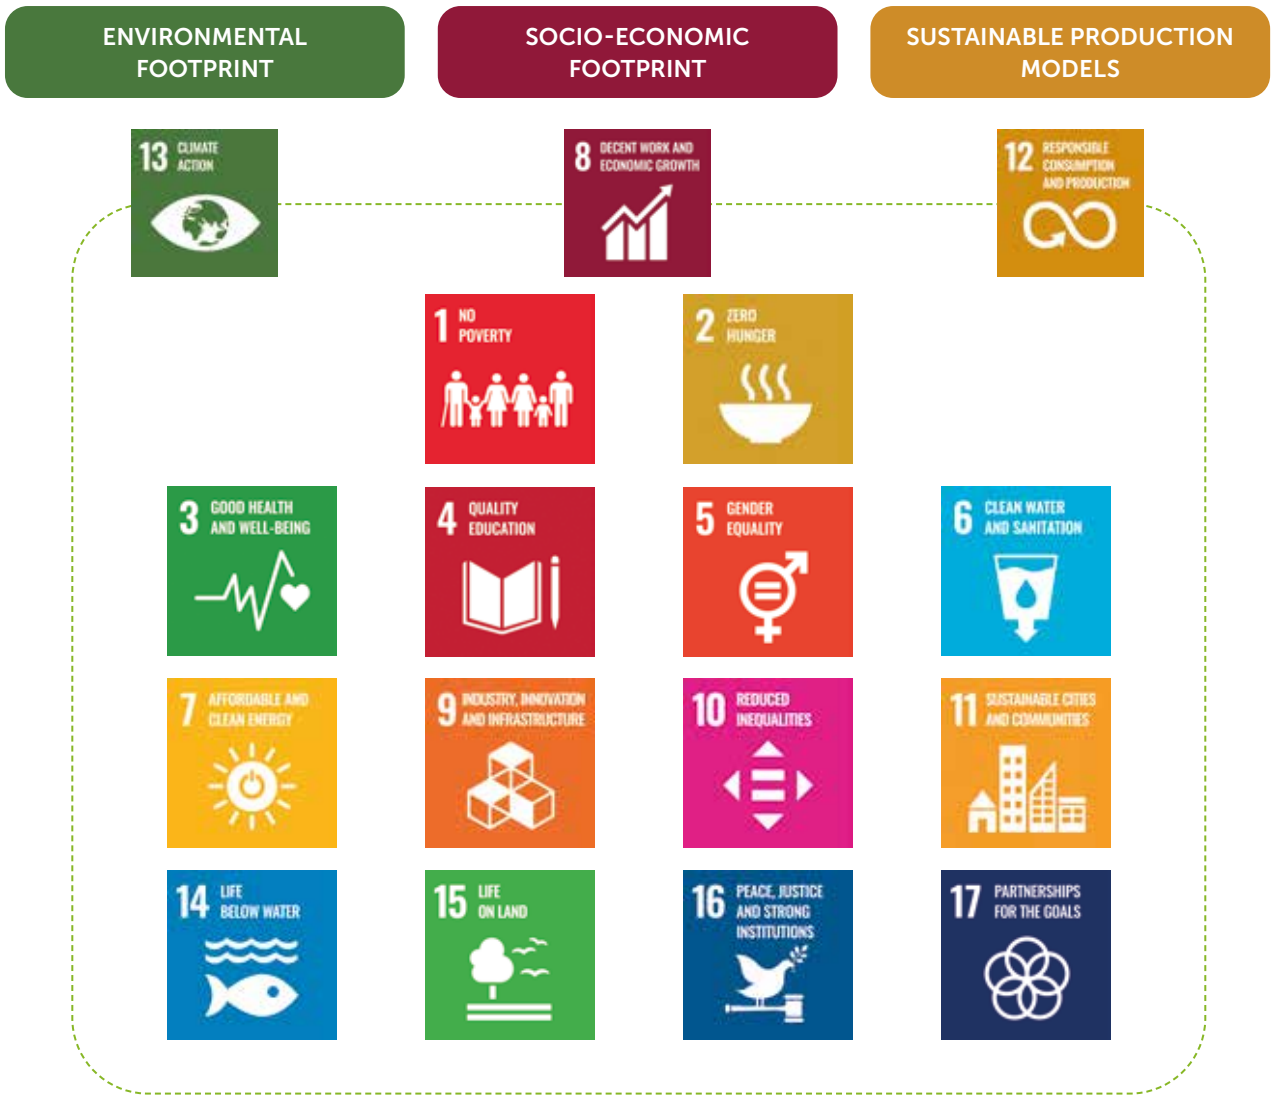 ENVIRONMENTAL
FOOTPRINT
SOCIO-ECONOMIC
FOOTPRINT
SUSTAINABLE PRODUCTION
MODELS
13 CLIMATE
ACTION
8 DECENT WORK AND
ECONOMIC GROWTH
12 RESPONSIBLE
CONSUMPTION
AND PRODUCTION
1 NO
POVERTY
2 ZERO
HUNGER
3 GOOD HEALTH
AND WELL-BEING
4 QUALITY
EDUCATION
5 GENDER
EQUALITY
6 CLEAN WATER
AND SANITATION
7 AFFORDABLE AND
CLEAN ENERGY
9 INDUSTRY, INNOVATION
AND INFRASTRUCTURE
10 REDUCED
INEQUALITIES
11 SUSTAINABLE CITIES
AND COMMUNITIES
14 LIFE
BELOW WATER
15 LIFE
ON LAND
16 PEACE, JUSTICE
AND STRONG
INSTITUTIONS
17 PARTNERSHIPS
FOR THE GOALS